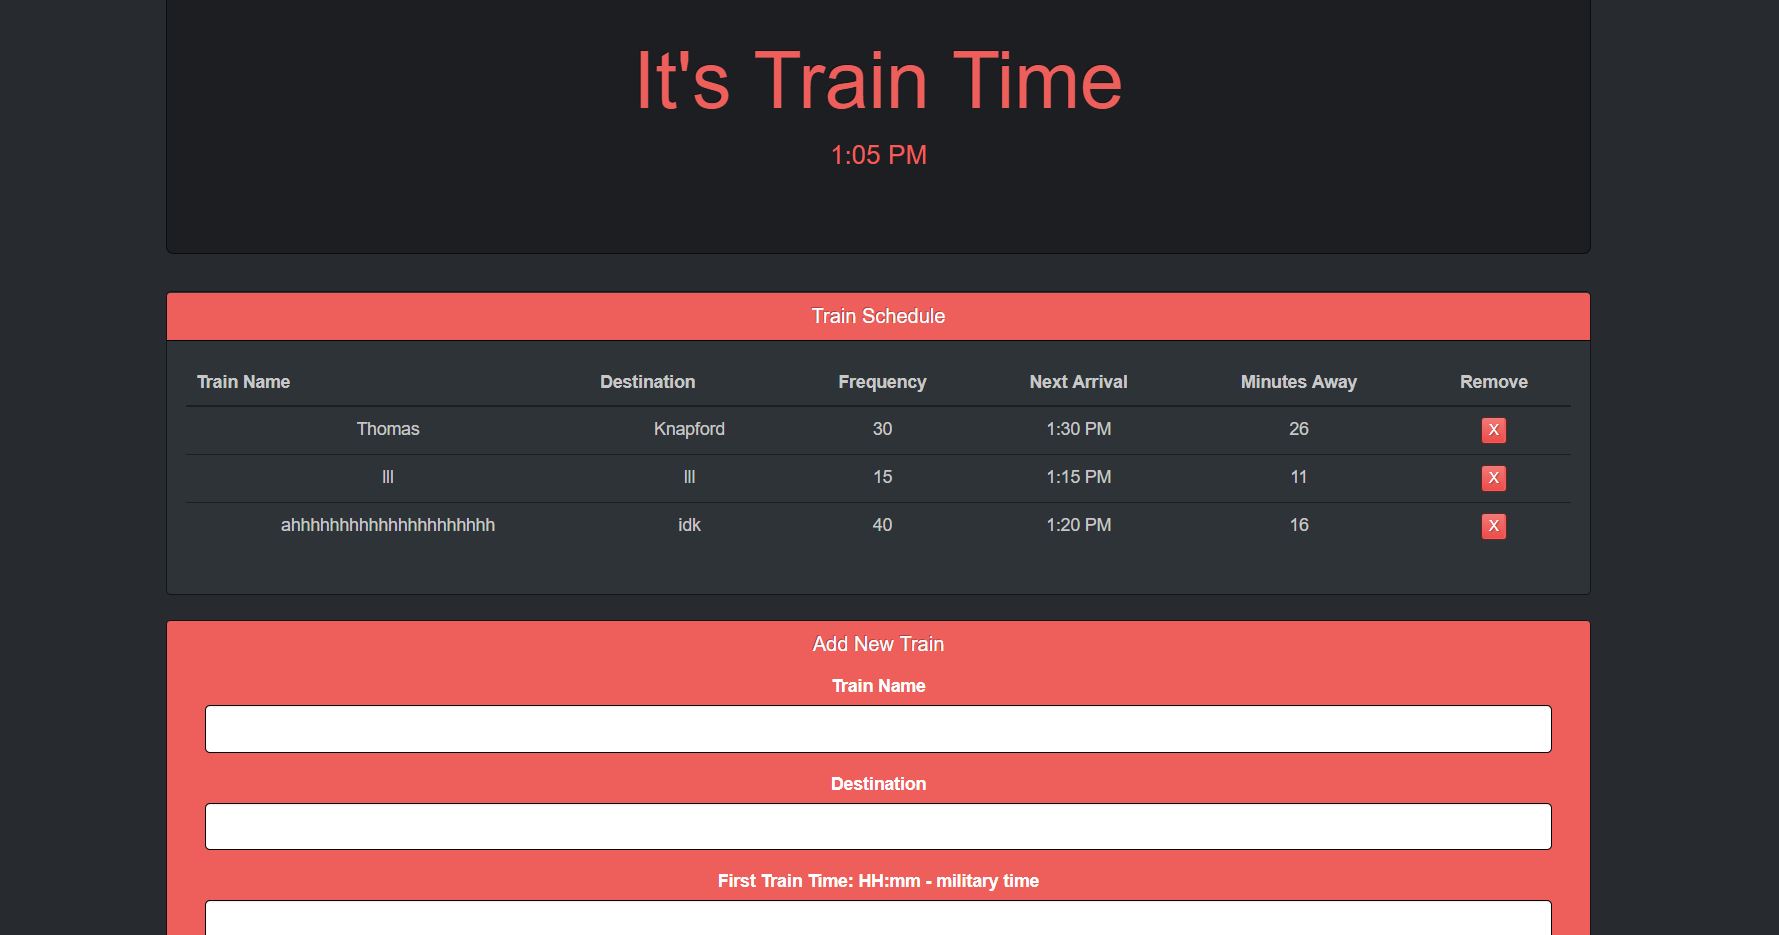 It's Train Time
1:05 PM
Train Schedule
Train Name Destination Frequency Next Arrival Minutes Away Remove
Thomas Knapford 30 1:30 PM 26 X
lll lll 15 1:15 PM 11 X
ahhhhhhhhhhhhhhhhhhhhh idk 40 1:20 PM 16 X
Add New Train
Train Name
Destination
First Train Time: HH:mm - military time